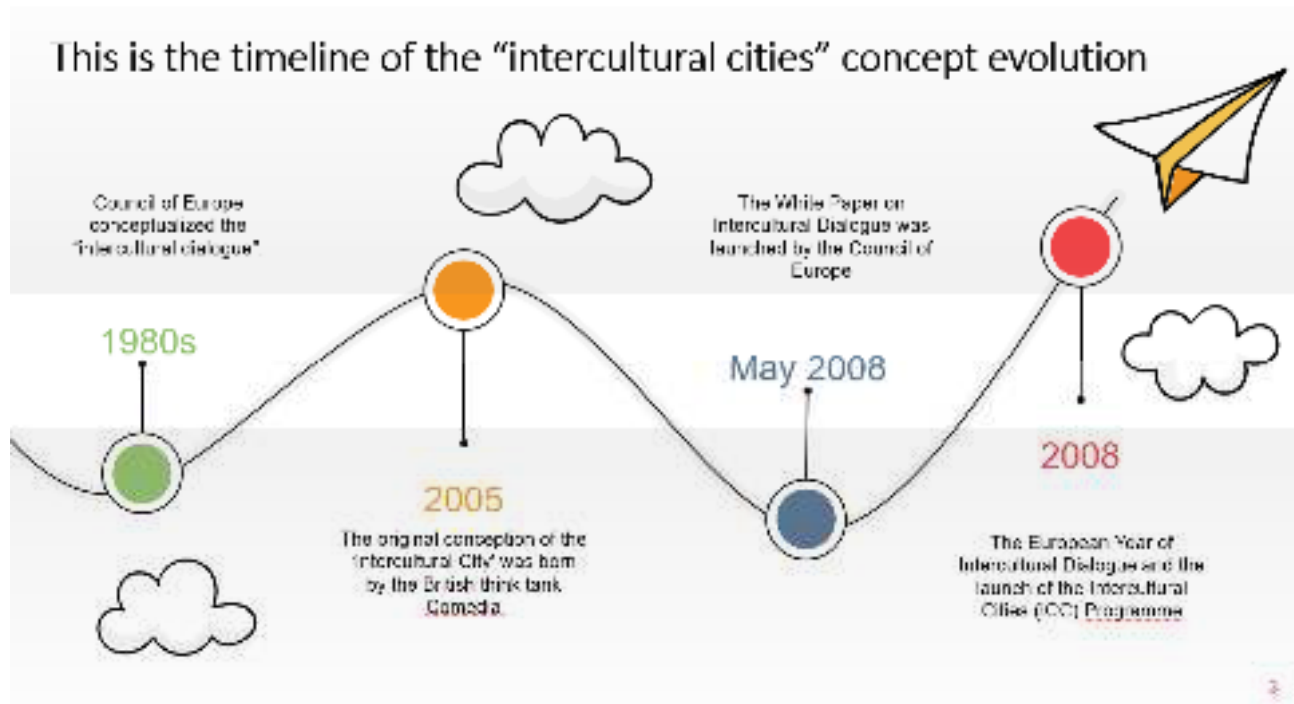 This is the timeline of the “intercultural cities” concept evolution
Council of Europe
conceptualized the
“intercultural dialogue”
1980s
2005
The original conception of the
‘Intercultural City’ was born
by the British think tank
Comedia
The White Paper on
Intercultural Dialogue was
launched by the Council of
Europe
May 2008
2008
The European Year of
Intercultural Dialogue and the
launch of the Intercultural
Cities (ICC) Programme